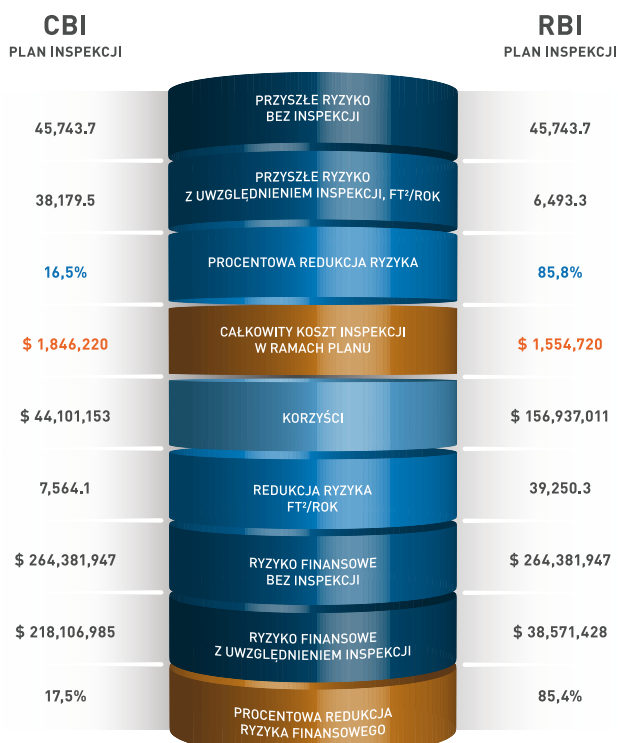 CBI
PLAN INSPEKCJI
RBI
PLAN INSPEKCJI
45,743.7
PRZYSZŁE RYZYKO
BEZ INSPEKCJI
45,743.7
38,179.5
PRZYSZŁE RYZYKO
Z UWZGLĘDNIENIEM INSPEKCJI, FT²/ROK
6,493.3
16,5%
PROCENTOWA REDUKCJA RYZYKA
85,8%
$ 1,846,220
CAŁKOWITY KOSZT INSPEKCJI
W RAMACH PLANU
$ 1,554,720
$ 44,101,153
KORZYŚCI
$ 156,937,011
7,564.1
REDUKCJA RYZYKA
FT²/ROK
39,250.3
$ 264,381,947
RYZYKO FINANSOWE
BEZ INSPEKCJI
$ 264,381,947
$ 218,106,985
RYZYKO FINANSOWE
Z UWZGLĘDNIENIEM INSPEKCJI
$ 38,571,428
17,5%
PROCENTOWA REDUKCJA
RYZYKA FINANSOWEGO
85,4%